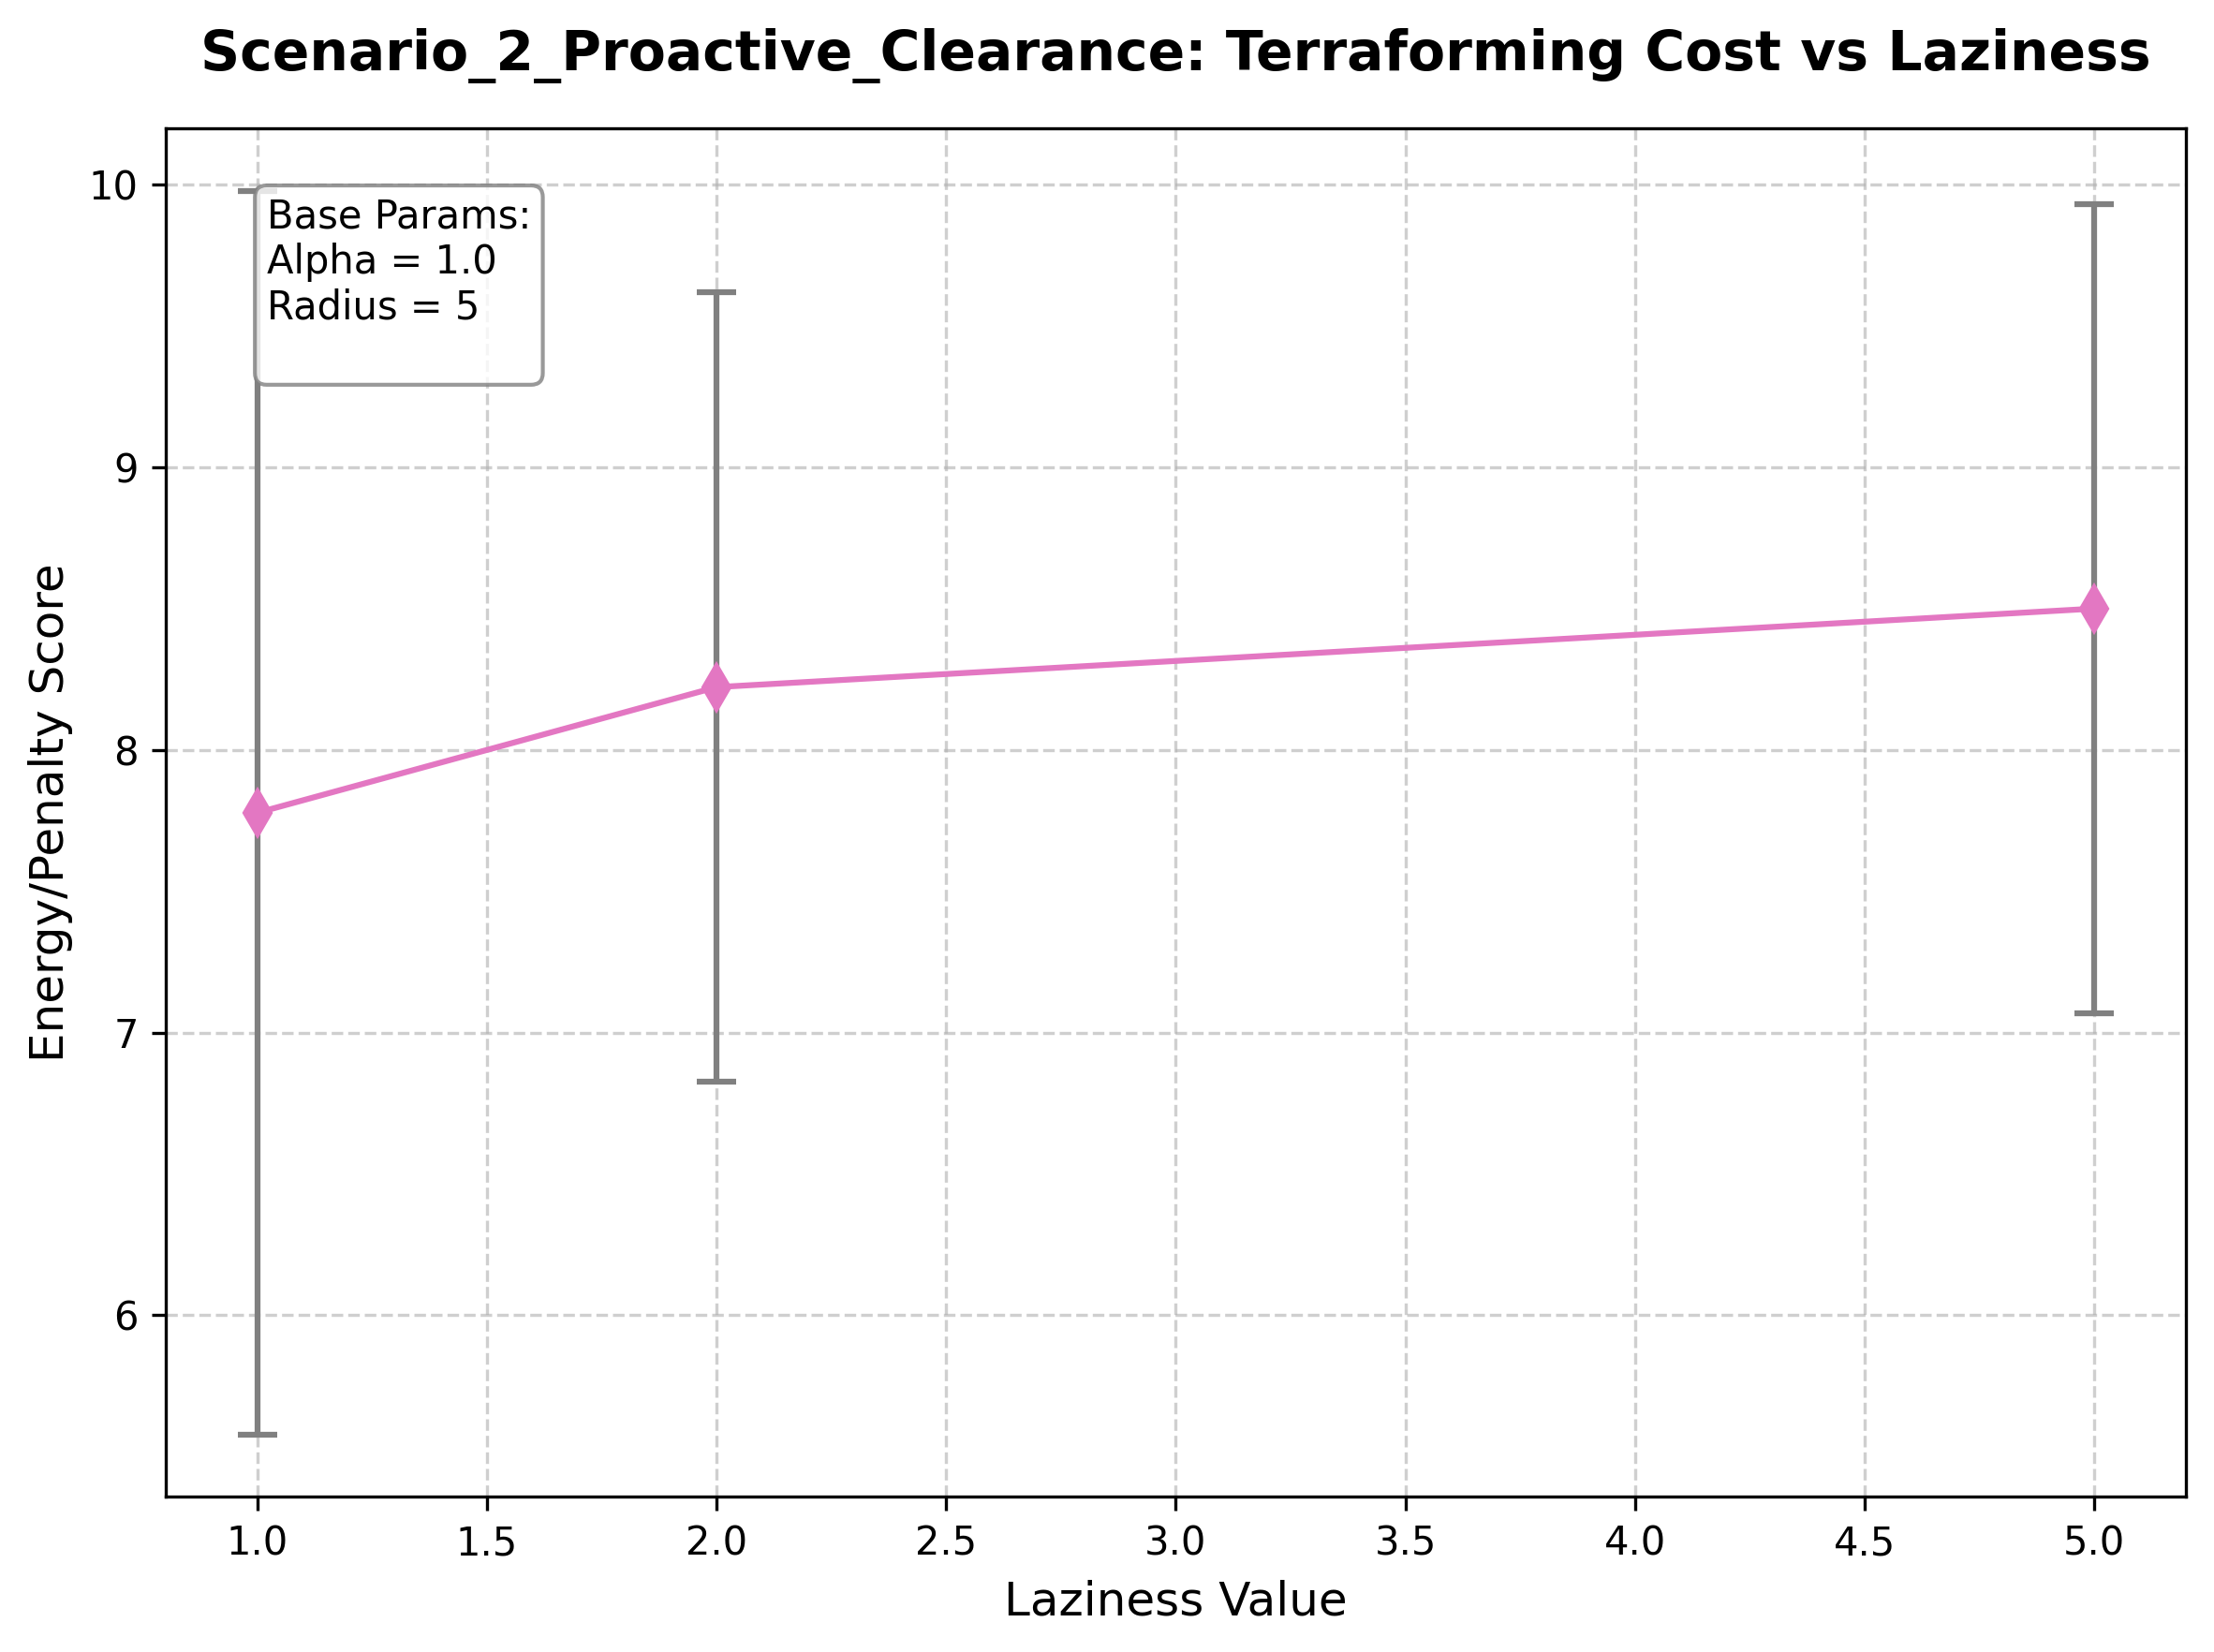 Scenario_2_Proactive_Clearance: Terraforming Cost vs Laziness
10
Base Params:
Alpha = 1.0
Radius = 5
9
8
7
6
Energy/Penalty Score
1.0 1.5 2.0 2.5 3.0 3.5 4.0 4.5 5.0
Laziness Value